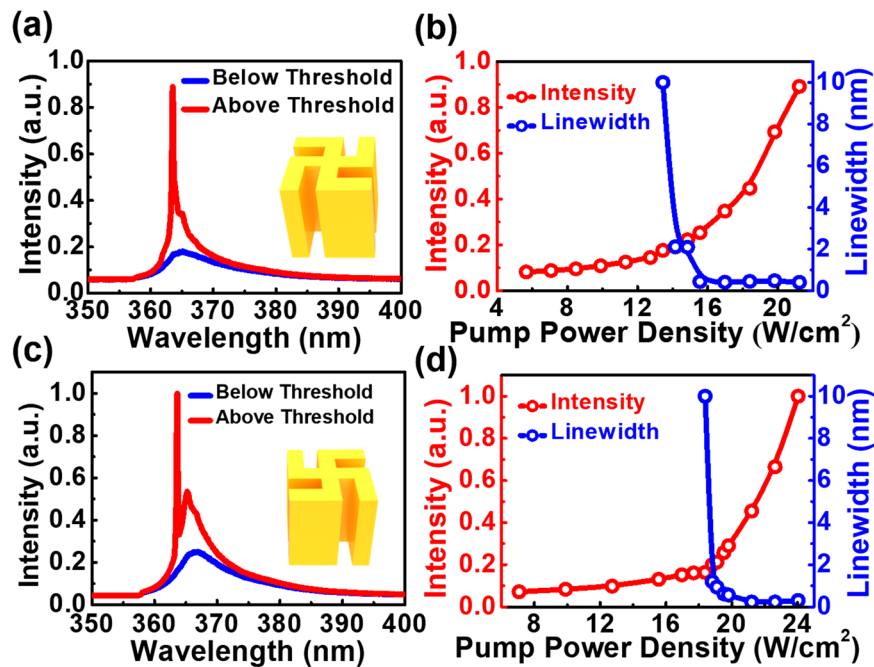 (a)
Intensity (a.u.)
1.0
0.8
0.6
0.4
0.2
0.0
Below Threshold
Above Threshold
350 360 370 380 390 400
Wavelength (nm)
(b)
Intensity (a.u.)
1.0
0.8
0.6
0.4
0.2
0.0
Intensity
Linewidth
10
8
6
4
2
0
Linewidth (nm)
4 8 12 16 20
Pump Power Density (W/cm²)
(c)
Intensity (a.u.)
1.0
0.8
0.6
0.4
0.2
0.0
Below Threshold
Above Threshold
350 360 370 380 390 400
Wavelength (nm)
(d)
Intensity (a.u.)
1.0
0.8
0.6
0.4
0.2
0.0
Intensity
Linewidth
10
8
6
4
2
0
Linewidth (nm)
8 12 16 20 24
Pump Power Density (W/cm²)